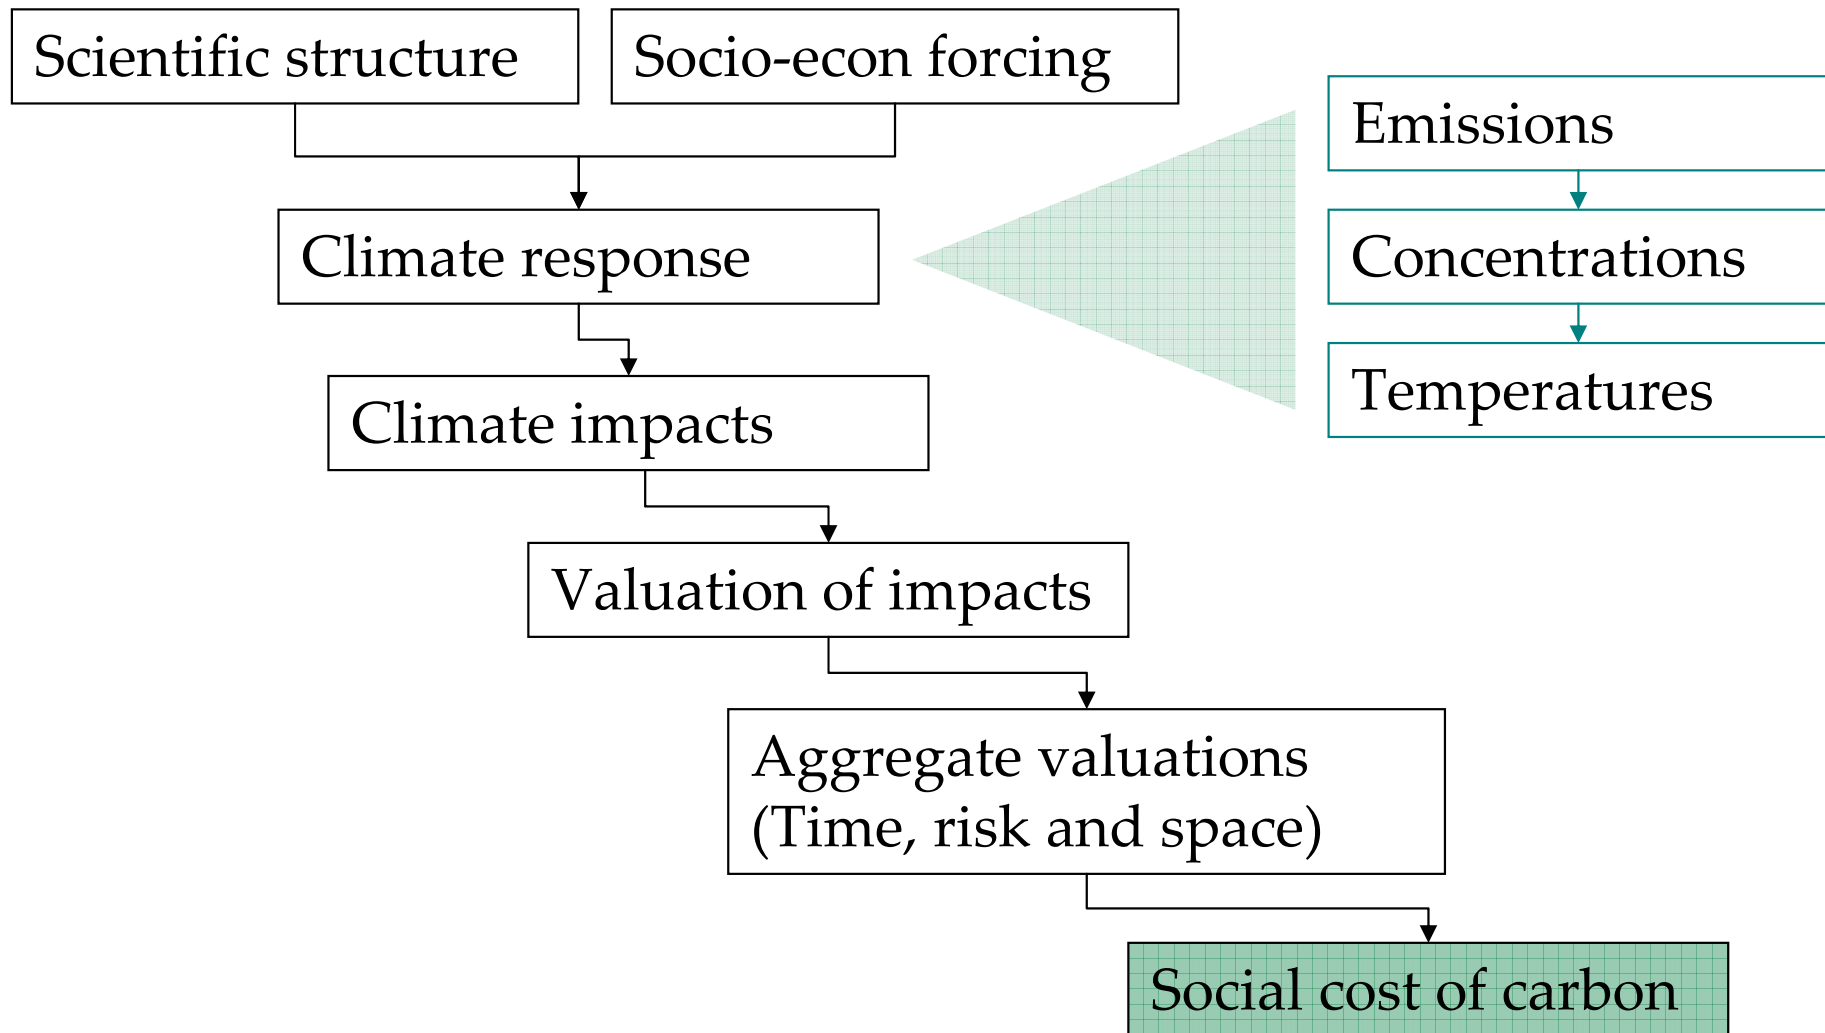 Scientific structure
Socio-econ forcing
Emissions
Climate response
Concentrations
Temperatures
Climate impacts
Valuation of impacts
Aggregate valuations
(Time, risk and space)
Social cost of carbon